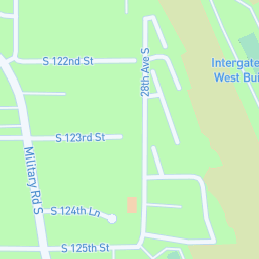 S 122nd St
28th Ave S
Intergate
West Bui
S 123rd St
Military Rd S
S 124th Ln
S 125th St